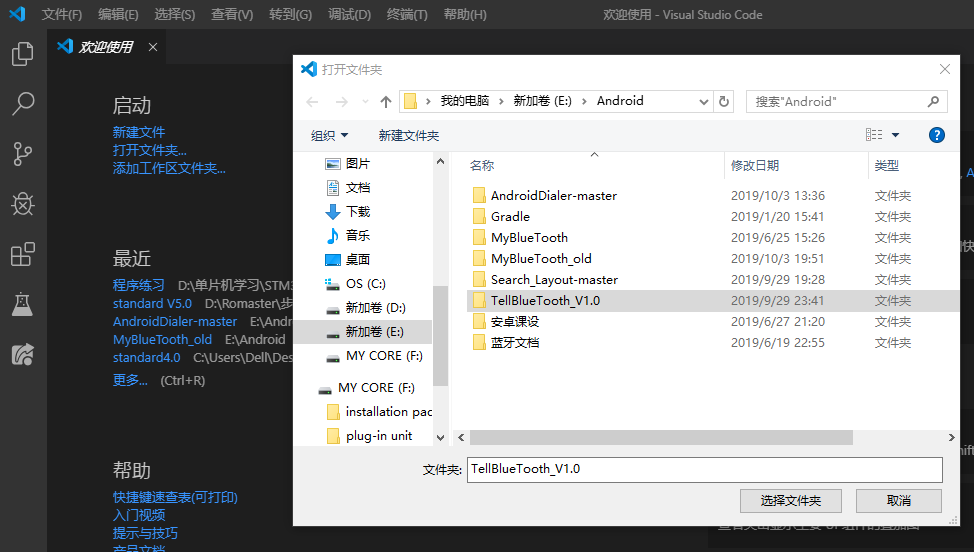 文件(F) 编辑(E) 选择(S) 查看(V) 转到(G) 调试(D) 终端(T) 帮助(H) 欢迎使用 - Visual Studio Code
欢迎使用
启动
新建文件
打开文件夹...
添加工作区文件夹...
最近
程序练习 D:\单片机学习\STM
standard V5.0 D:\Romaster\步
AndroidDialer-master E:\Andr
MyBlueTooth_old E:\Android
standard4.0 C:\Users\Dell\Des
更多... (Ctrl+R)
帮助
快捷键速查表(可打印)
入门视频
提示与技巧
产品文档
打开文件夹
我的电脑 新加卷 (E:) Android
搜索"Android"
组织 新建文件夹
图片
文档
下载
音乐
桌面
OS (C:)
新加卷 (D:)
新加卷 (E:)
MY CORE (F:)
MY CORE (F:)
installation pac
plug-in unit
名称 修改日期 类型
AndroidDialer-master 2019/10/3 13:36 文件夹
Gradle 2019/1/20 15:41 文件夹
MyBlueTooth 2019/6/25 15:26 文件夹
MyBlueTooth_old 2019/10/3 19:51 文件夹
Search_Layout-master 2019/9/29 19:28 文件夹
TellBlueTooth_V1.0 2019/9/29 23:41 文件夹
安卓课设 2019/6/27 21:20 文件夹
蓝牙文档 2019/6/19 22:55 文件夹
文件夹: TellBlueTooth_V1.0
选择文件夹 取消